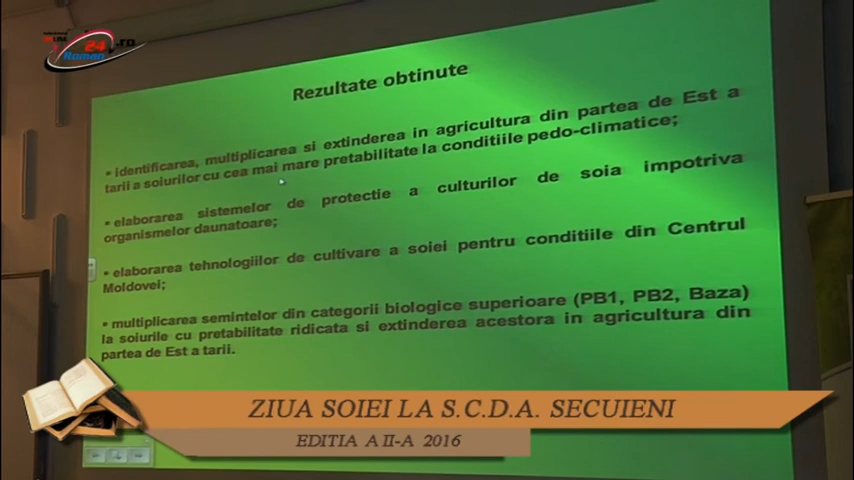 24.ro
Roman
Rezultate obtinute
▪ identificarea, multiplicarea si extinderea in agricultura din partea de Est a
tarii a soiurilor cu cea mai mare pretabilitate la conditiile pedo-climatice;
▪ elaborarea sistemelor de protectie a culturilor de soia impotriva
organismelor daunatoare;
▪ elaborarea tehnologiilor de cultivare a soiei pentru conditiile din Centrul
Moldovei;
▪ multiplicarea semintelor din categorii biologice superioare (PB1, PB2, Baza)
la soiurile cu pretabilitate ridicata si extinderea acestora in agricultura din
partea de Est a tarii.
ZIUA SOIEI LA S.C.D.A. SECUIENI
EDITIA A II-A 2016